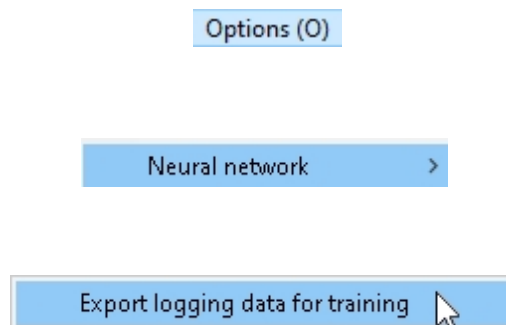 Options (O)
Neural network >
Export logging data for training